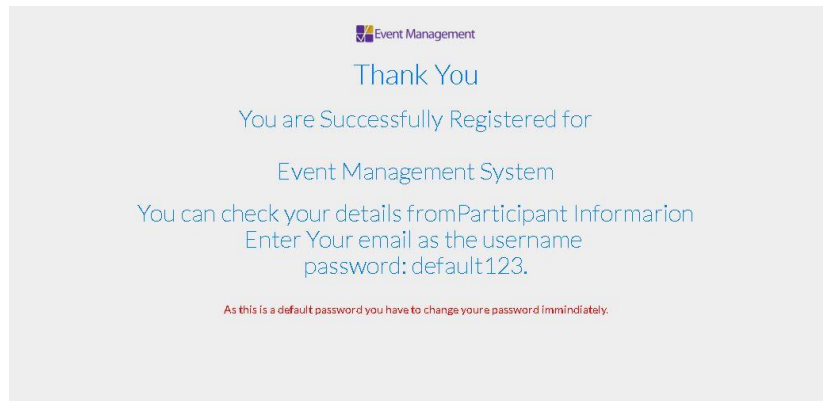 Event Management
Thank You
You are Successfully Registered for
Event Management System
You can check your details fromParticipant Informarion
Enter Your email as the username
password: default123.
As this is a default password you have to change youre password immindiately.